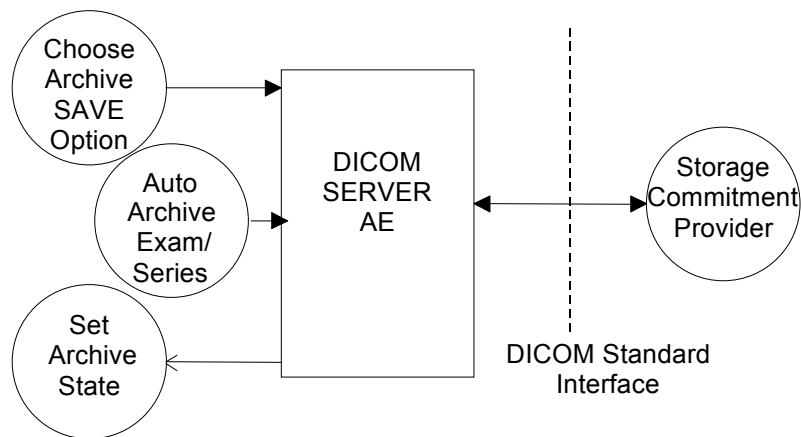 Choose
Archive
SAVE
Option
Auto
Archive
Exam/
Series
Set
Archive
State
DICOM
SERVER
AE
Storage
Commitment
Provider
DICOM Standard
Interface